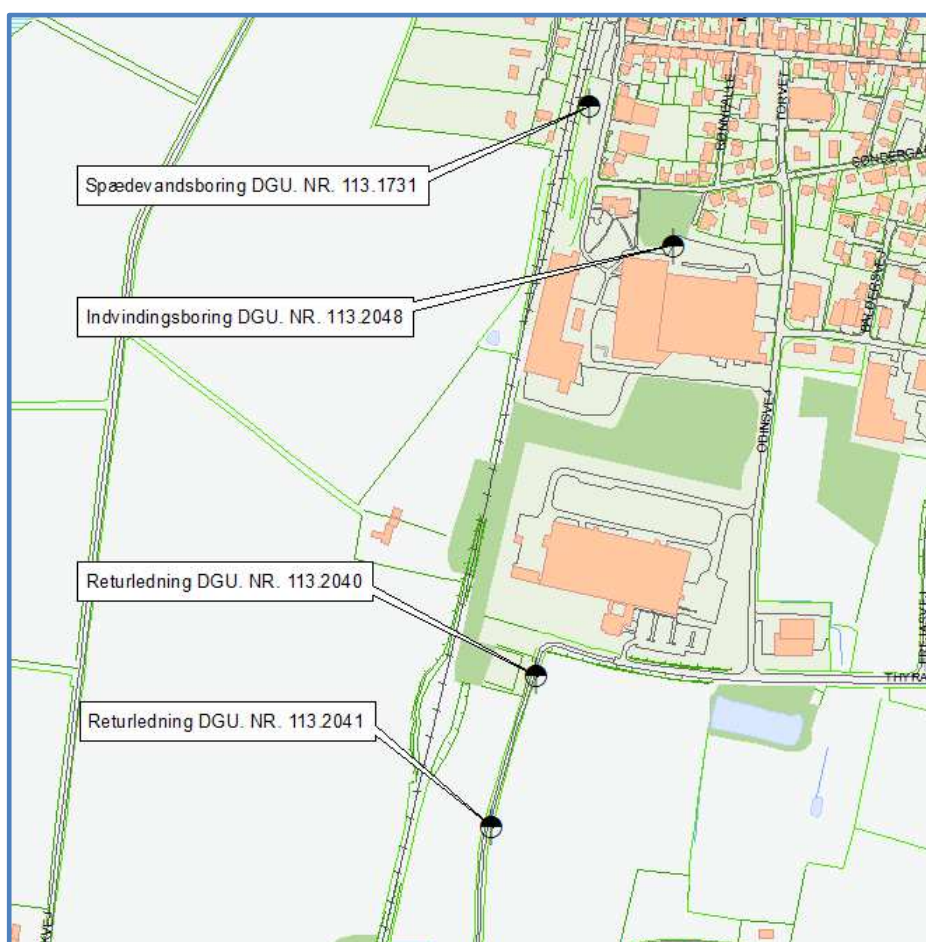 Spædevandsboring DGU. NR. 113.1731
Indvindingsboring DGU. NR. 113.2048
Returledning DGU. NR. 113.2040
Returledning DGU. NR. 113.2041
TORVET
ODINSVEJ
BALDERSVEJ
THYRA